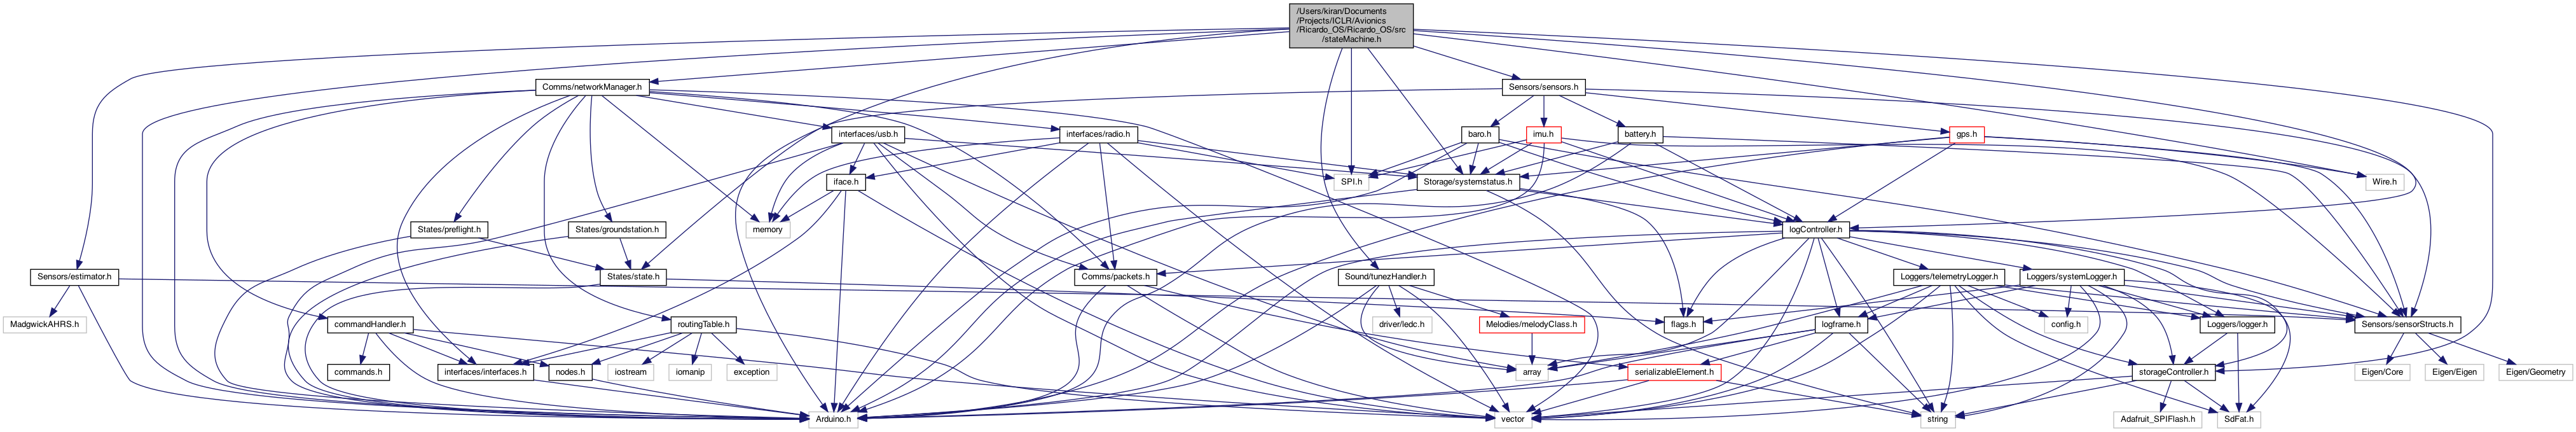 /Users/kiran/Documents
/Projects/ICLR/Avionics
/Ricardo_OS/Ricardo_OS/src
/stateMachine.h
Comms/networkManager.h
Sensors/sensors.h
interfaces/usb.h
interfaces/radio.h
baro.h
imu.h
battery.h
gps.h
iface.h
SPI.h
Storage/systemstatus.h
Wire.h
States/preflight.h
States/groundstation.h
memory
logController.h
Sensors/estimator.h
States/state.h
Comms/packets.h
Sound/tunezHandler.h
Loggers/telemetryLogger.h
Loggers/systemLogger.h
MadgwickAHRS.h
commandHandler.h
routingTable.h
driver/ledc.h
Melodies/melodyClass.h
flags.h
logframe.h
config.h
Loggers/logger.h
Sensors/sensorStructs.h
commands.h
interfaces/interfaces.h
nodes.h
iostream
iomanip
exception
array
serializableElement.h
storageController.h
Eigen/Core
Eigen/Eigen
Eigen/Geometry
Arduino.h
vector
string
Adafruit_SPIFlash.h
SdFat.h